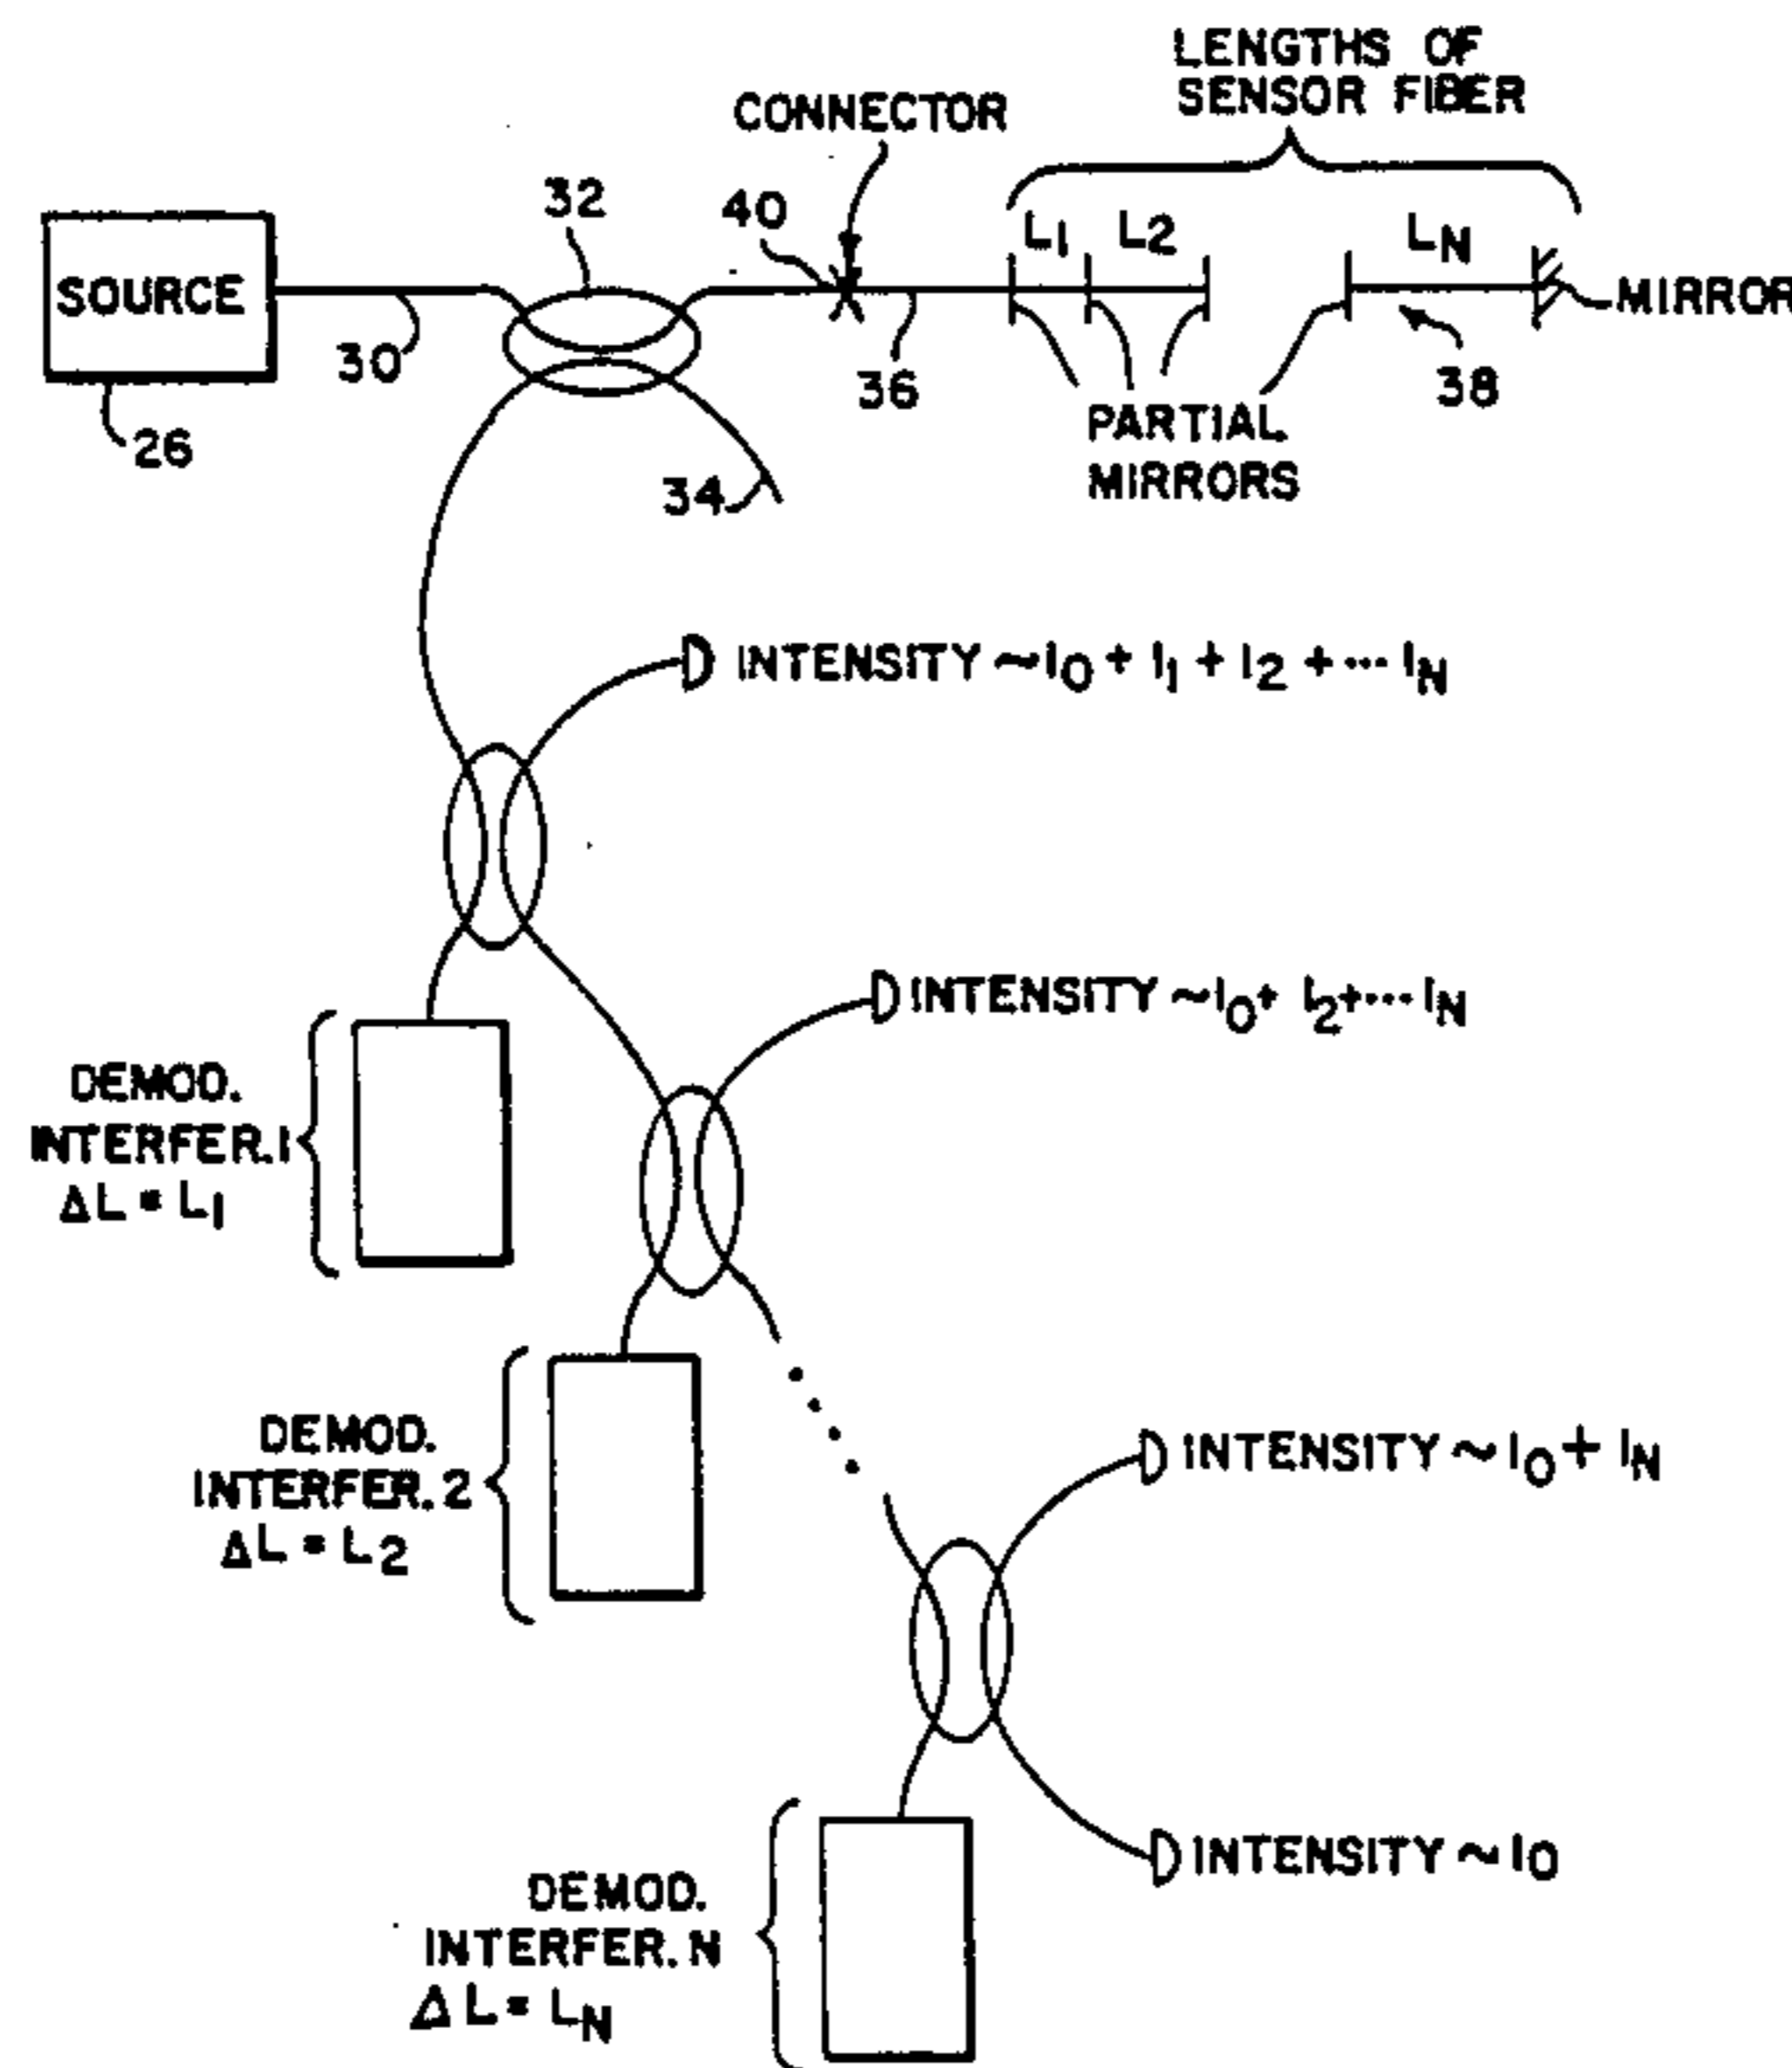 LENGTHS OF
SENSOR FIBER
CONNECTOR
32
40
L1
L2
LN
SOURCE
MIRROR
30
36
38
26
34
PARTIAL
MIRRORS
INTENSITY ~ I0 + I1 + I2 + ... IN
INTENSITY ~ I0 + I2 + ... IN
DEMOD.
INTERFER. 1
ΔL = L1
DEMOD.
INTERFER. 2
ΔL = L2
INTENSITY ~ I0 + IN
INTENSITY ~ I0
DEMOD.
INTERFER. N
ΔL = LN